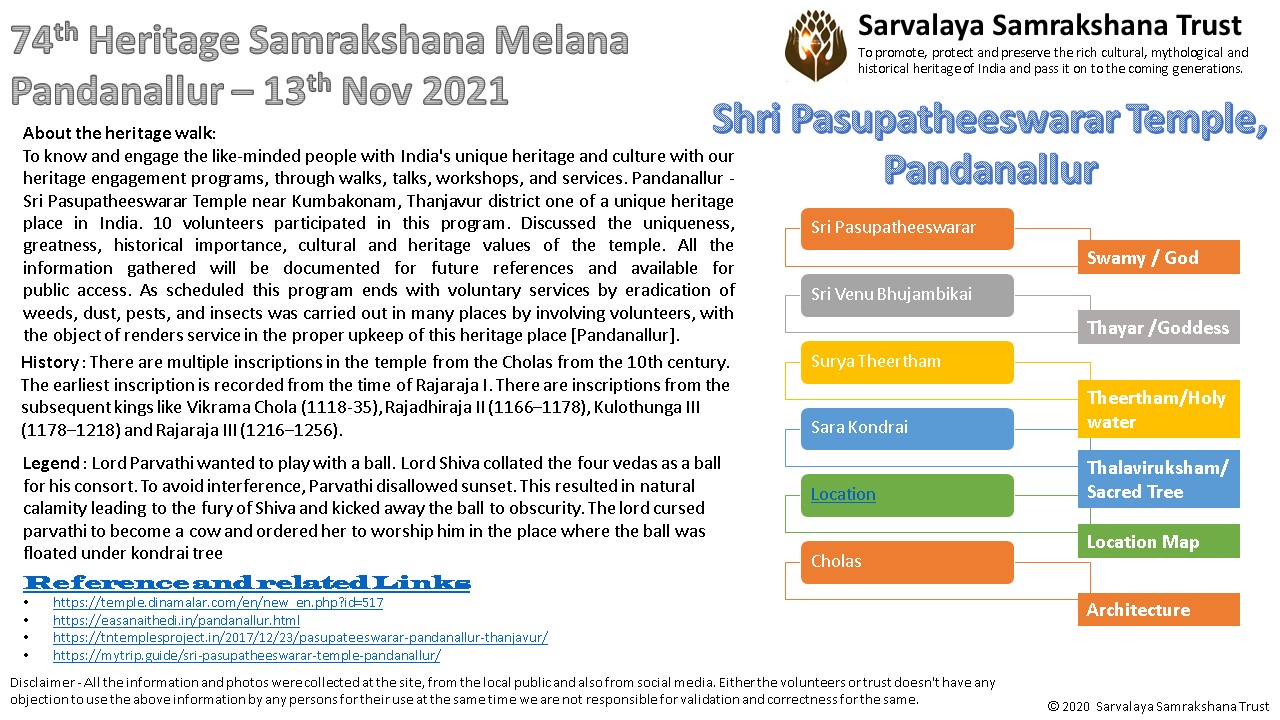 74th Heritage Samrakshana Melana
Pandanallur – 13th Nov 2021
Sarvalaya Samrakshana Trust
To promote, protect and preserve the rich cultural, mythological and
historical heritage of India and pass it on to the coming generations.
Shri Pasupatheeswarar Temple,
Pandanallur
About the heritage walk:
To know and engage the like-minded people with India's unique heritage and culture with our
heritage engagement programs, through walks, talks, workshops, and services. Pandanallur -
Sri Pasupatheeswarar Temple near Kumbakonam, Thanjavur district one of a unique heritage
place in India. 10 volunteers participated in this program. Discussed the uniqueness,
greatness, historical importance, cultural and heritage values of the temple. All the
information gathered will be documented for future references and available for
public access. As scheduled this program ends with voluntary services by eradication of
weeds, dust, pests, and insects was carried out in many places by involving volunteers, with
the object of renders service in the proper upkeep of this heritage place [Pandanallur].
History : There are multiple inscriptions in the temple from the Cholas from the 10th century.
The earliest inscription is recorded from the time of Rajaraja I. There are inscriptions from the
subsequent kings like Vikrama Chola (1118-35), Rajadhiraja II (1166–1178), Kulothunga III
(1178–1218) and Rajaraja III (1216–1256).
Legend : Lord Parvathi wanted to play with a ball. Lord Shiva collated the four vedas as a ball
for his consort. To avoid interference, Parvathi disallowed sunset. This resulted in natural
calamity leading to the fury of Shiva and kicked away the ball to obscurity. The lord cursed
parvathi to become a cow and ordered her to worship him in the place where the ball was
floated under kondrai tree
Reference and related Links
• https://temple.dinamalar.com/en/new_en.php?id=517
• https://easanaithedi.in/pandanallur.html
• https://tntemplesproject.in/2017/12/23/pasupateeswarar-pandanallur-thanjavur/
• https://mytrip.guide/sri-pasupatheeswarar-temple-pandanallur/
Sri Pasupatheeswarar
Swamy / God
Sri Venu Bhujambikai
Thayar /Goddess
Surya Theertham
Theertham/Holy
water
Sara Kondrai
Thalaviruksham/
Sacred Tree
Location
Location Map
Cholas
Architecture
Disclaimer - All the information and photos were collected at the site, from the local public and also from social media. Either the volunteers or trust doesn't have any
objection to use the above information by any persons for their use at the same time we are not responsible for validation and correctness for the same.
© 2020 Sarvalaya Samrakshana Trust